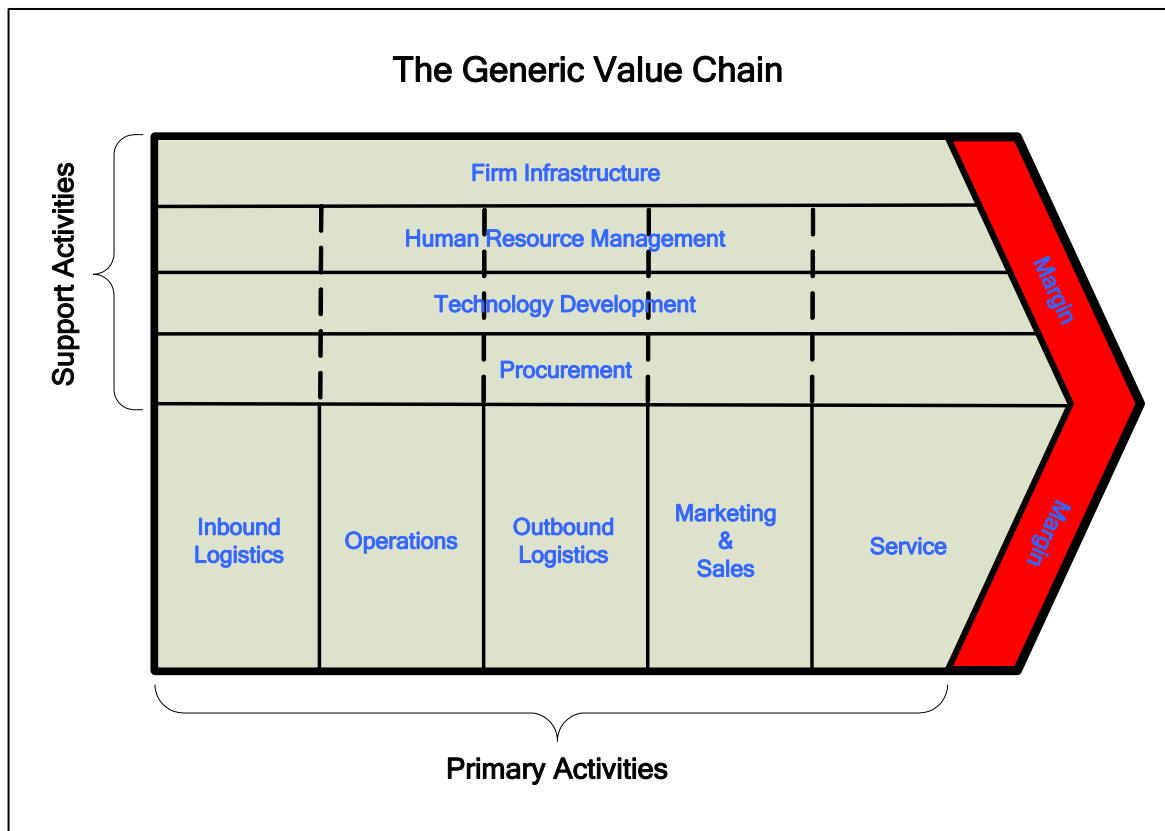 The Generic Value Chain
Support Activities
Firm Infrastructure
Human Resource Management
Technology Development
Procurement
Margin
Inbound
Logistics
Operations
Outbound
Logistics
Marketing
&
Sales
Service
Margin
Primary Activities